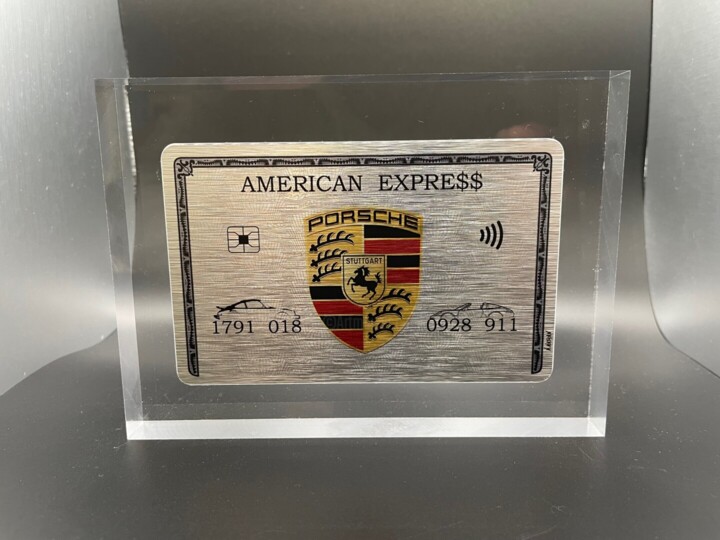 AMERICAN EXPRE$$
PORSCHE
STUTTGART
1791 018
0928 911